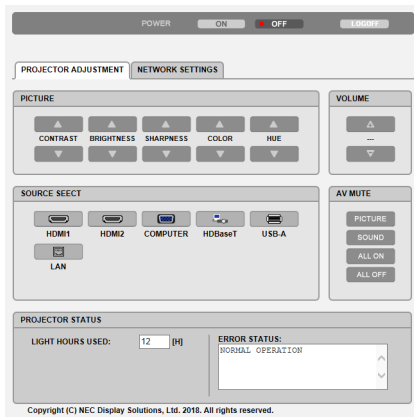 POWER ON OFF LOGOFF
PROJECTOR ADJUSTMENT NETWORK SETTINGS
PICTURE
CONTRAST BRIGHTNESS SHARPNESS COLOR HUE
VOLUME
---
SOURCE SEECT
HDMI1 HDMI2 COMPUTER HDBaseT USB-A
LAN
AV MUTE
PICTURE
SOUND
ALL ON
ALL OFF
PROJECTOR STATUS
LIGHT HOURS USED: 12 [H]
ERROR STATUS:
NORMAL OPERATION
Copyright (C) NEC Display Solutions, Ltd. 2018. All rights reserved.